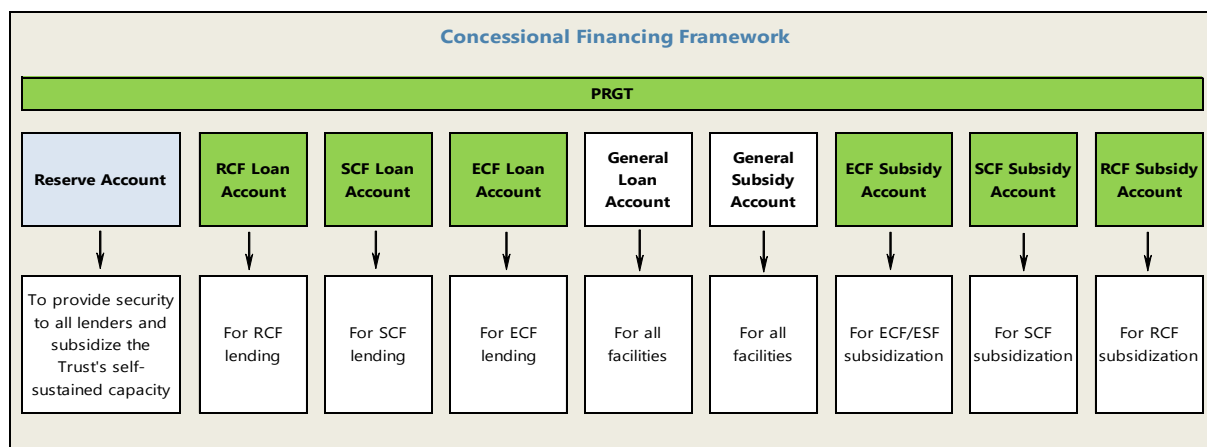 Concessional Financing Framework
PRGT
Reserve Account
RCF Loan
Account
SCF Loan
Account
ECF Loan
Account
General
Loan
Account
General
Subsidy
Account
ECF Subsidy
Account
SCF Subsidy
Account
RCF Subsidy
Account
To provide security
to all lenders and
subsidize the
Trust's self-
sustained capacity
For RCF
lending
For SCF
lending
For ECF
lending
For all
facilities
For all
facilities
For ECF/ESF
subsidization
For SCF
subsidization
For RCF
subsidization